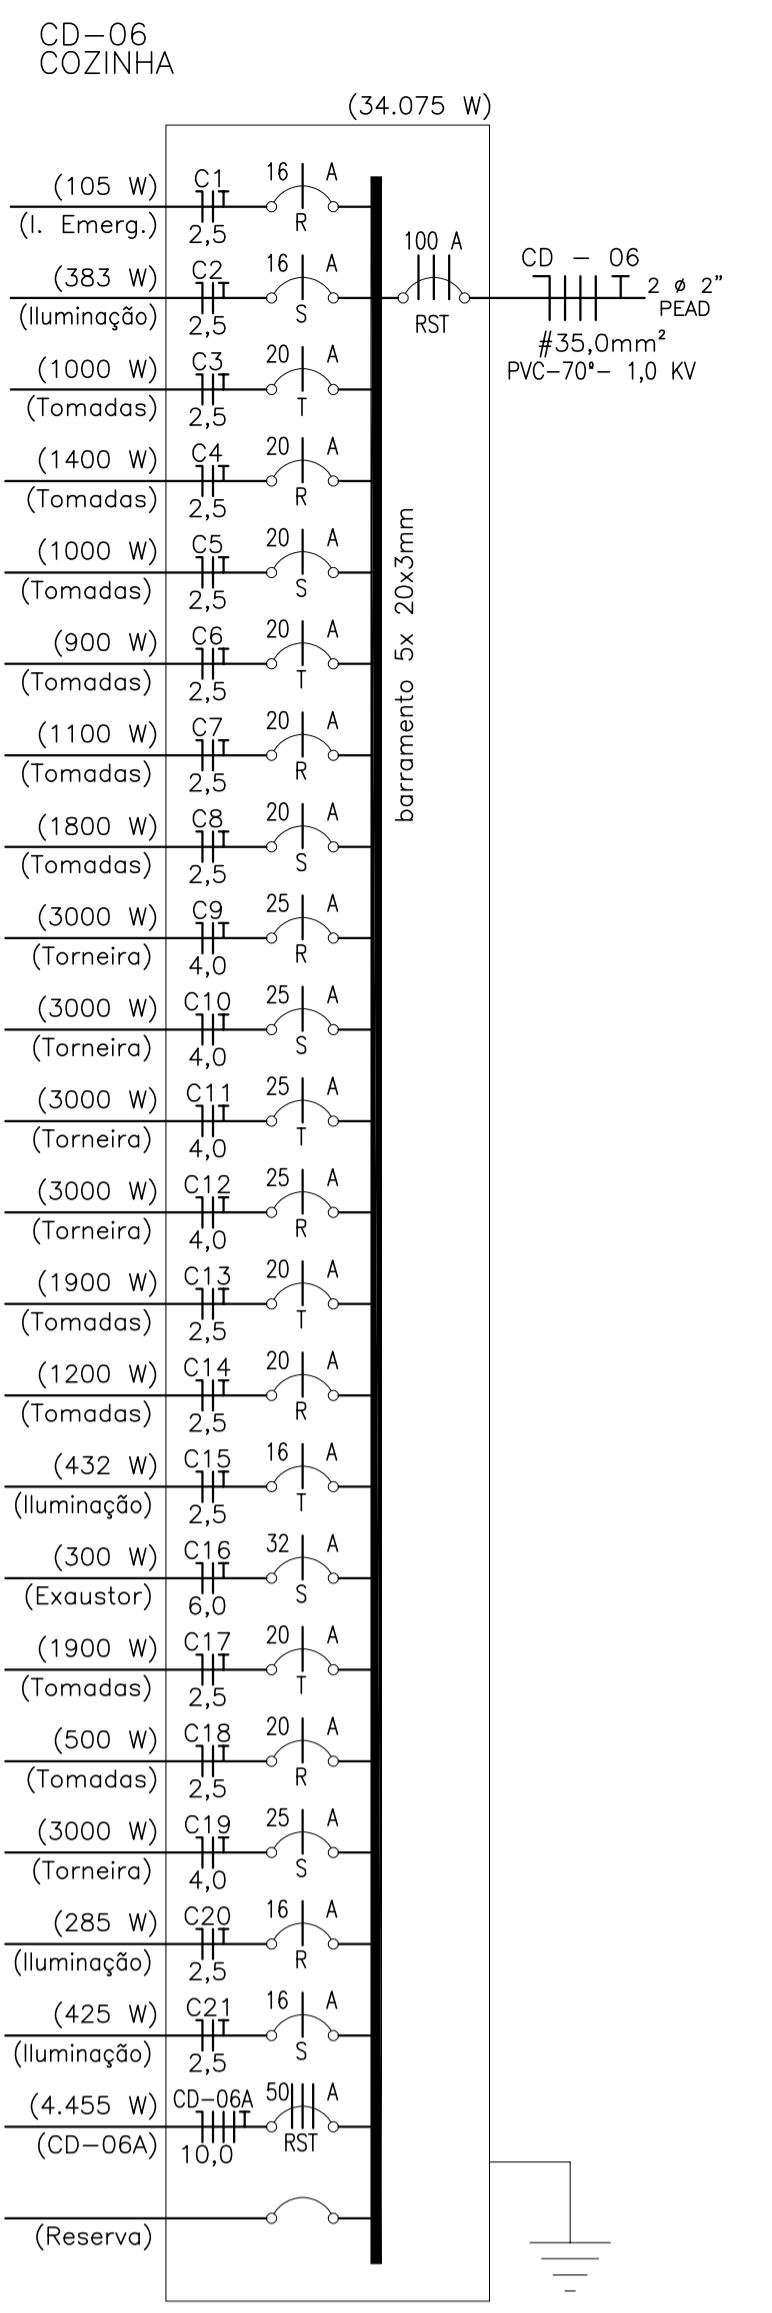 CD-06
COZINHA
(34.075 W)
(105 W) C1 16 A
(I. Emerg.) 2,5 R
(383 W) C2 16 A
(Iluminação) 2,5 S
100 A
RST
CD - 06
2 ø 2"
PEAD
#35,0mm²
PVC-70°- 1,0 KV
(1000 W) C3 20 A
(Tomadas) 2,5 T
(1400 W) C4 20 A
(Tomadas) 2,5 R
barramento 5x 20x3mm
(1000 W) C5 20 A
(Tomadas) 2,5 S
(900 W) C6 20 A
(Tomadas) 2,5 T
(1100 W) C7 20 A
(Tomadas) 2,5 R
(1800 W) C8 20 A
(Tomadas) 2,5 S
(3000 W) C9 25 A
(Torneira) 4,0 R
(3000 W) C10 25 A
(Torneira) 4,0 S
(3000 W) C11 25 A
(Torneira) 4,0 T
(3000 W) C12 25 A
(Torneira) 4,0 R
(1900 W) C13 20 A
(Tomadas) 2,5 T
(1200 W) C14 20 A
(Tomadas) 2,5 R
(432 W) C15 16 A
(Iluminação) 2,5 T
(300 W) C16 32 A
(Exaustor) 6,0 S
(1900 W) C17 20 A
(Tomadas) 2,5 T
(500 W) C18 20 A
(Tomadas) 2,5 R
(3000 W) C19 25 A
(Torneira) 4,0 S
(285 W) C20 16 A
(Iluminação) 2,5 R
(425 W) C21 16 A
(Iluminação) 2,5 S
(4.455 W) CD-06A 50 A
(CD-06A) 10,0 RST
(Reserva)